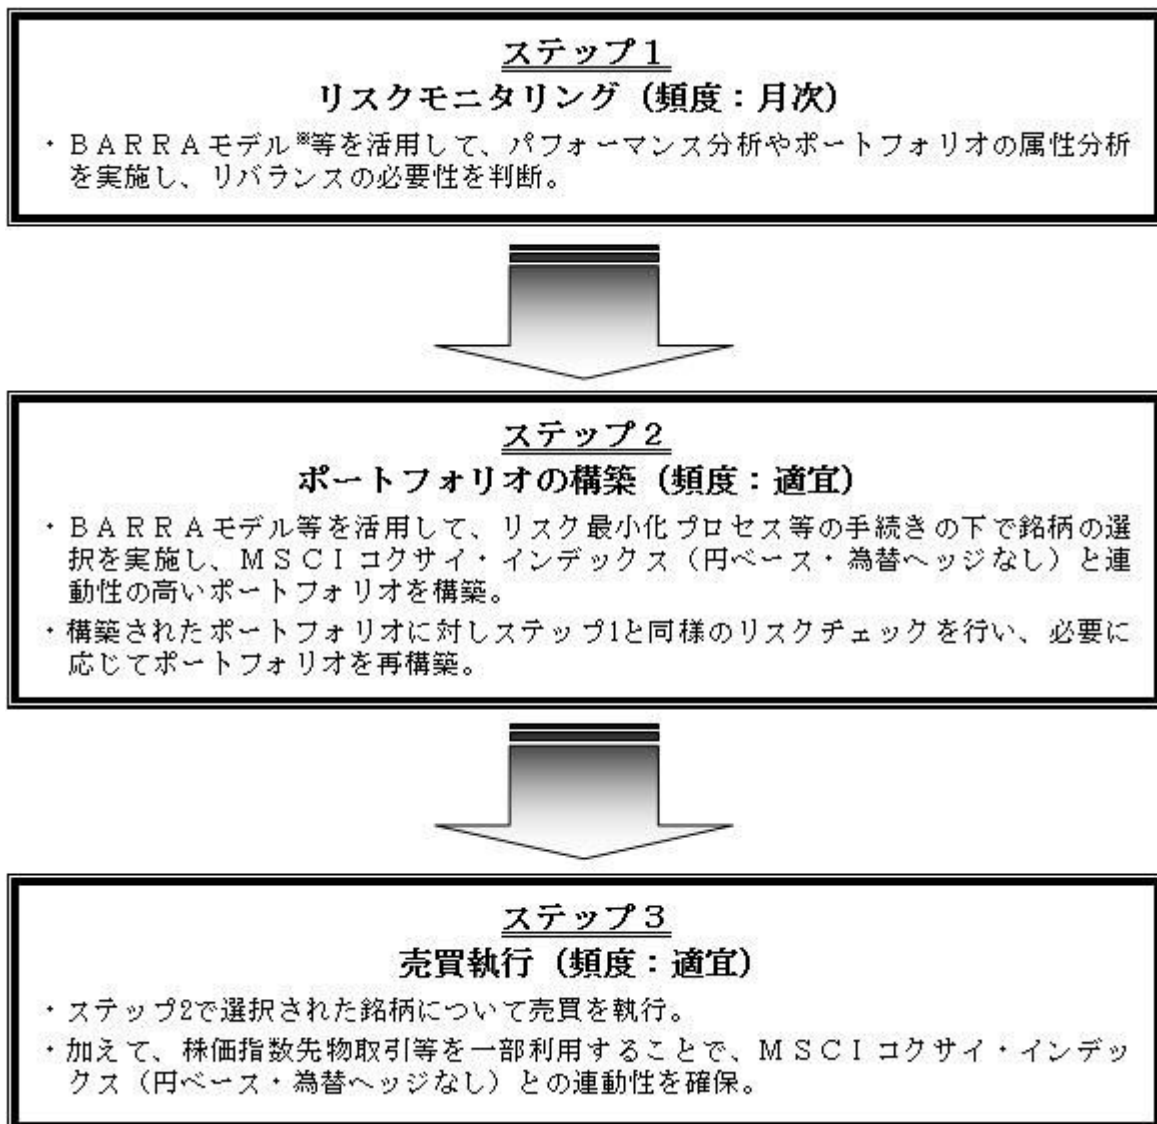 ステップ１
リスクモニタリング（頻度：月次）
・ＢＡＲＲＡモデル※等を活用して、パフォーマンス分析やポートフォリオの属性分析
を実施し、リバランスの必要性を判断。
ステップ２
ポートフォリオの構築（頻度：適宜）
・ＢＡＲＲＡモデル等を活用して、リスク最小化プロセス等の手続きの下で銘柄の選
択を実施し、ＭＳＣＩコクサイ・インデックス（円ベース・為替ヘッジなし）と連
動性の高いポートフォリオを構築。
・構築されたポートフォリオに対しステップ1と同様のリスクチェックを行い、必要に
応じてポートフォリオを再構築。
ステップ３
売買執行（頻度：適宜）
・ステップ2で選択された銘柄について売買を執行。
・加えて、株価指数先物取引等を一部利用することで、ＭＳＣＩコクサイ・インデッ
クス（円ベース・為替ヘッジなし）との連動性を確保。